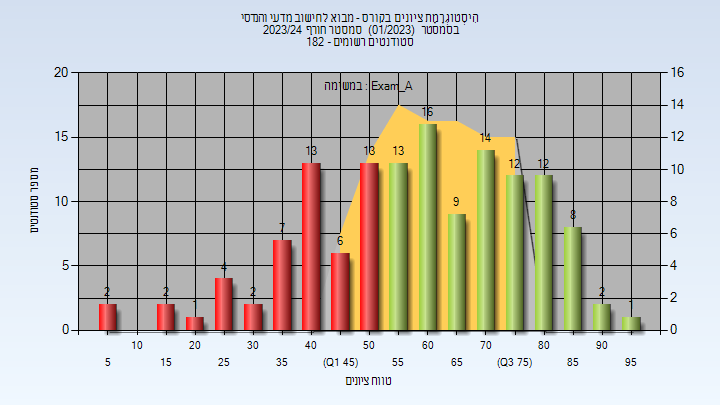 הִיסְטוֹגְרַמַת ציונים בקורס - מבוא לחישוב מדעי והנדסי
בסמסטר (01/2023) סמסטר חורף 2023/24
סטודנטים רשומים - 182
במשימה : Exam_A
20 16
14
15 12
10
10 8
6
5 4
2
0 0
2 2 1 4 2 7 13 6 13 13 16 9 14 12 12 8 2 1
מספר סטודנטים
10 20 30 40 50 60 70 80 90
5 15 25 35 (Q1 45) 55 65 (Q3 75) 85 95
טווח ציונים